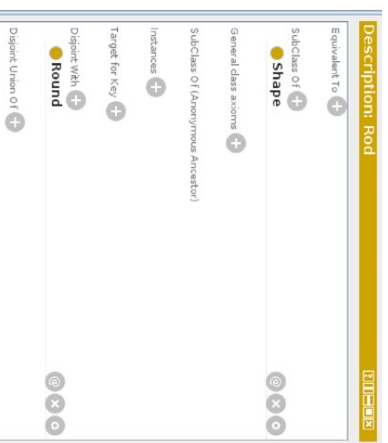 Description: Rod
Equivalent To
SubClass Of
Shape
General class axioms
SubClass Of (Anonymous Ancestor)
Instances
Target for Key
Disjoint With
Round
Disjoint Union Of